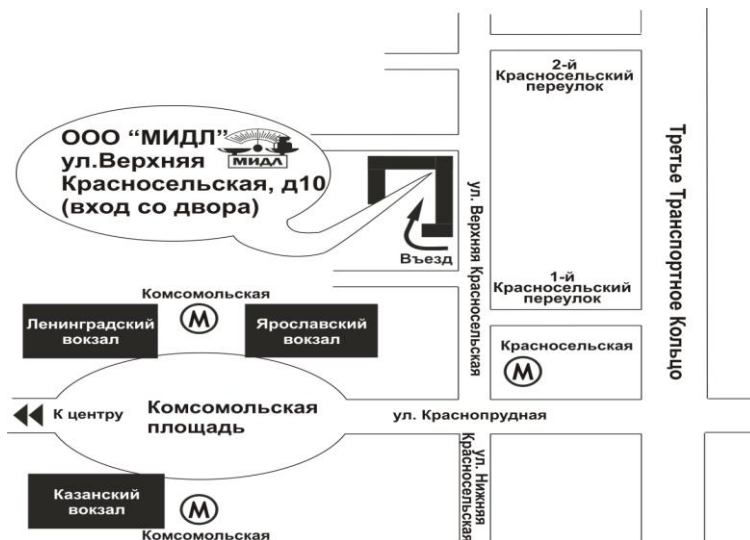 2-й
Красносельский
переулок
ООО “МИДЛ”
МИДЛ
ул.Верхняя
Красносельская, д10
(вход со двора)
Третье Транспортное Кольцо
ул. Верхняя Красносельская
Въезд
1-й
Красносельский
переулок
Комсомольская
М
Ленинградский
вокзал
Ярославский
вокзал
Красносельская
М
К центру
Комсомольская
площадь
ул. Краснопрудная
ул. Нижняя
Красносельская
Казанский
вокзал
М
Комсомольская